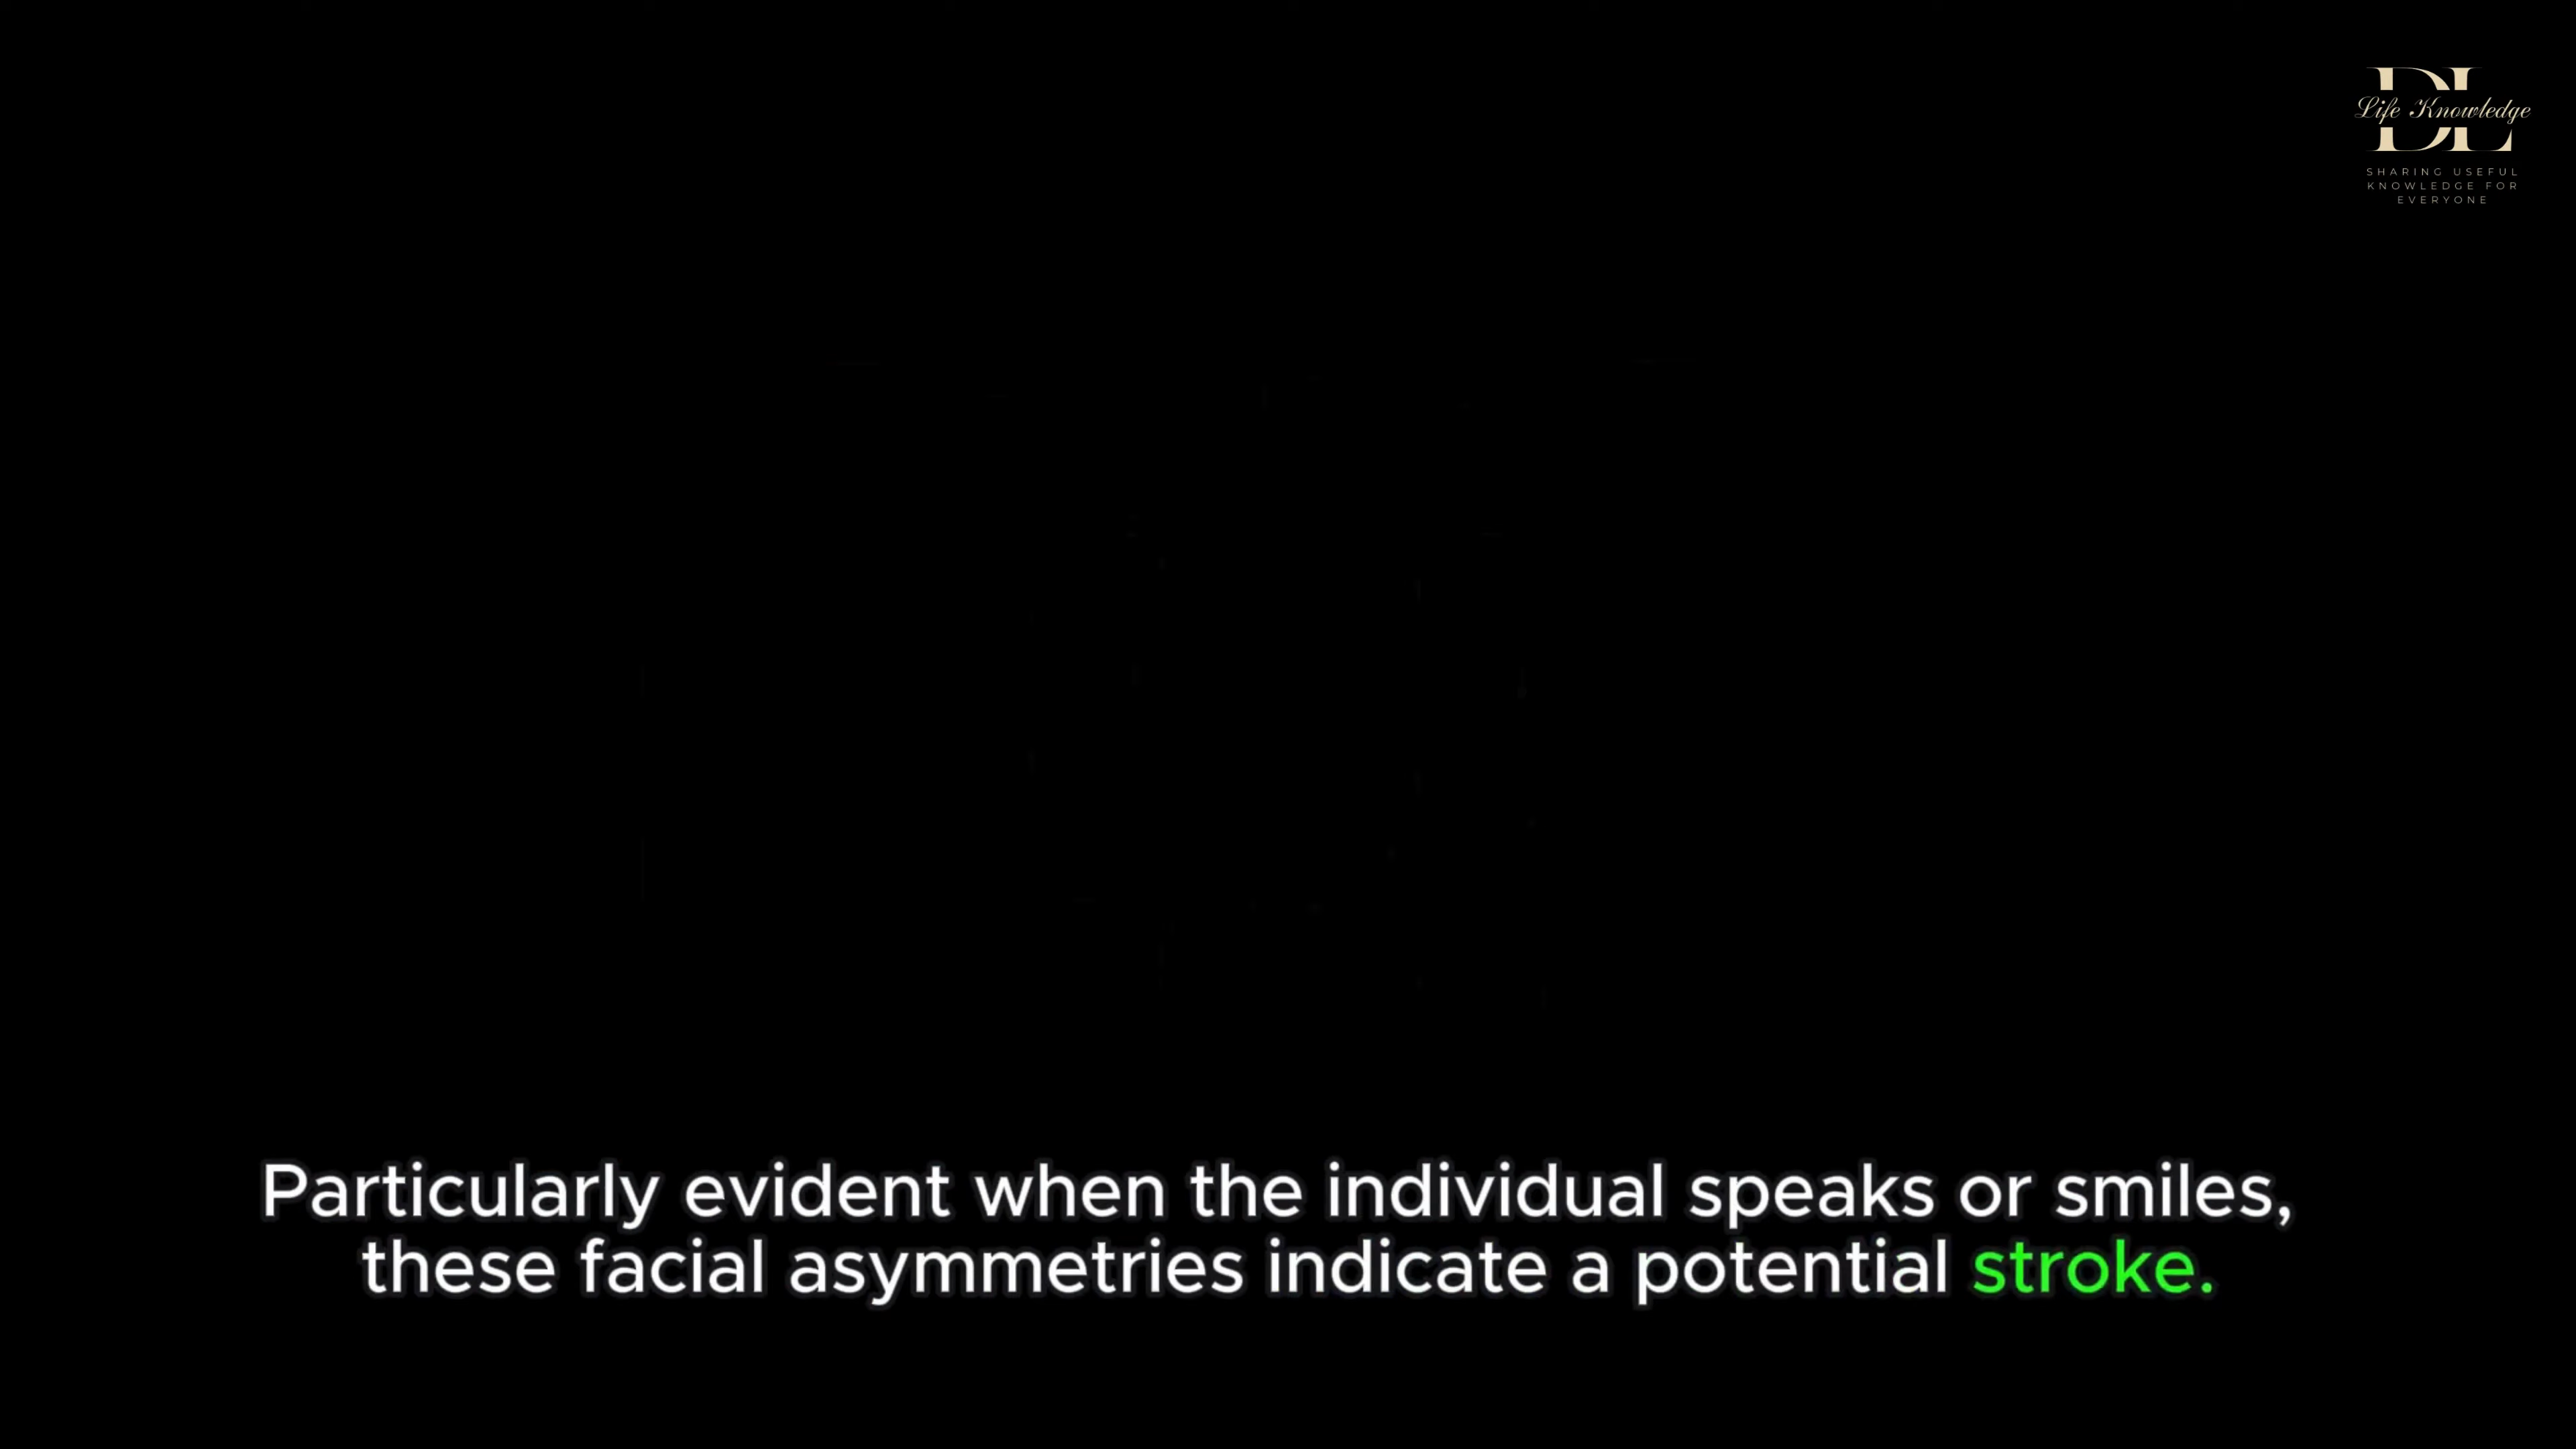 DL
Life Knowledge
SHARING USEFUL
KNOWLEDGE FOR
EVERYONE
Particularly evident when the individual speaks or smiles,
these facial asymmetries indicate a potential stroke.